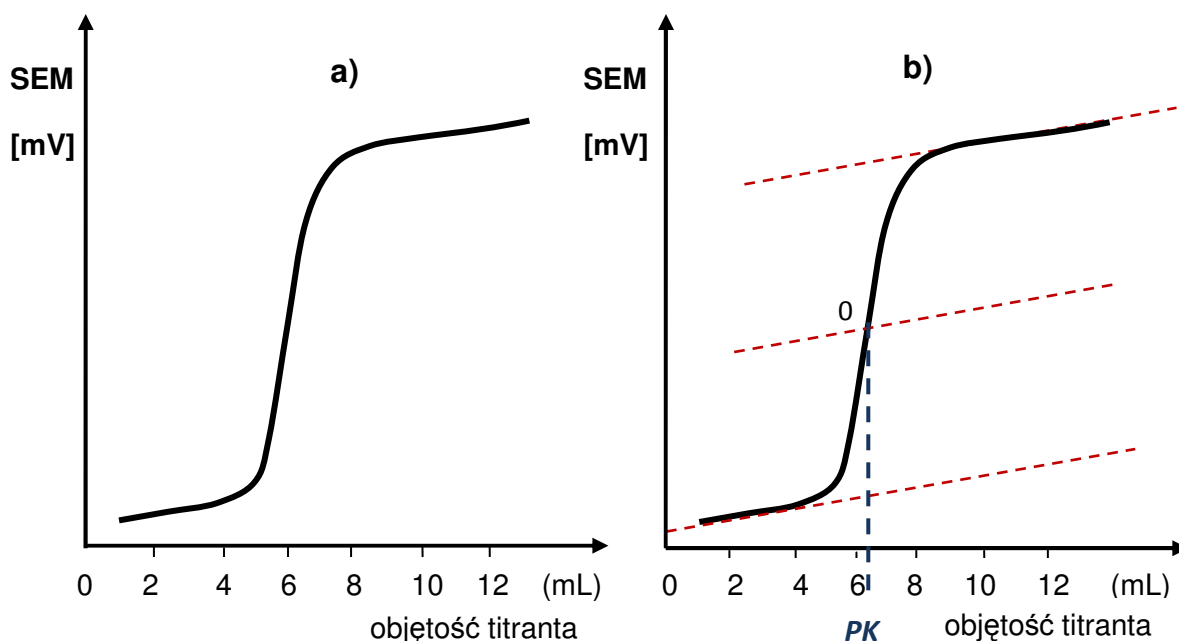 a)
SEM
[mV]
0 2 4 6 8 10 12 (mL)
objętość titranta
b)
SEM
[mV]
0
0 2 4 6 8 10 12 (mL)
PK
objętość titranta